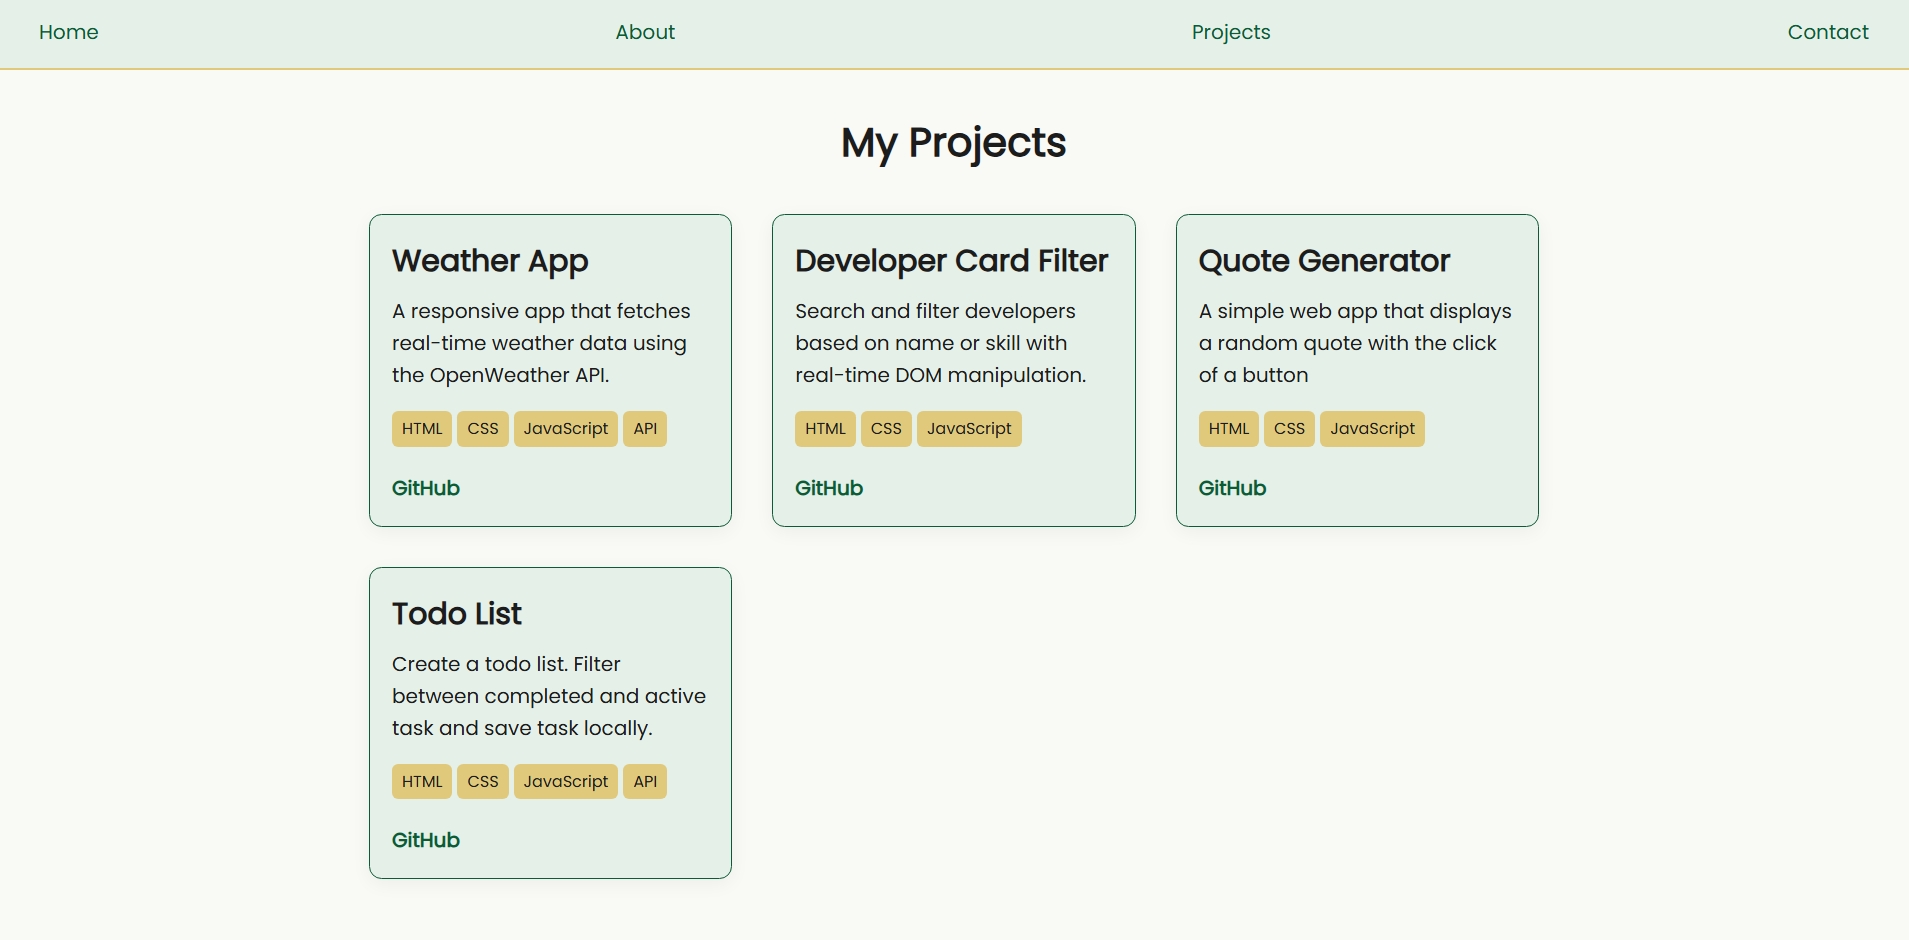 Home About Projects Contact
My Projects
Weather App
A responsive app that fetches
real-time weather data using
the OpenWeather API.
HTML CSS JavaScript API
GitHub
Developer Card Filter
Search and filter developers
based on name or skill with
real-time DOM manipulation.
HTML CSS JavaScript
GitHub
Quote Generator
A simple web app that displays
a random quote with the click
of a button
HTML CSS JavaScript
GitHub
Todo List
Create a todo list. Filter
between completed and active
task and save task locally.
HTML CSS JavaScript API
GitHub